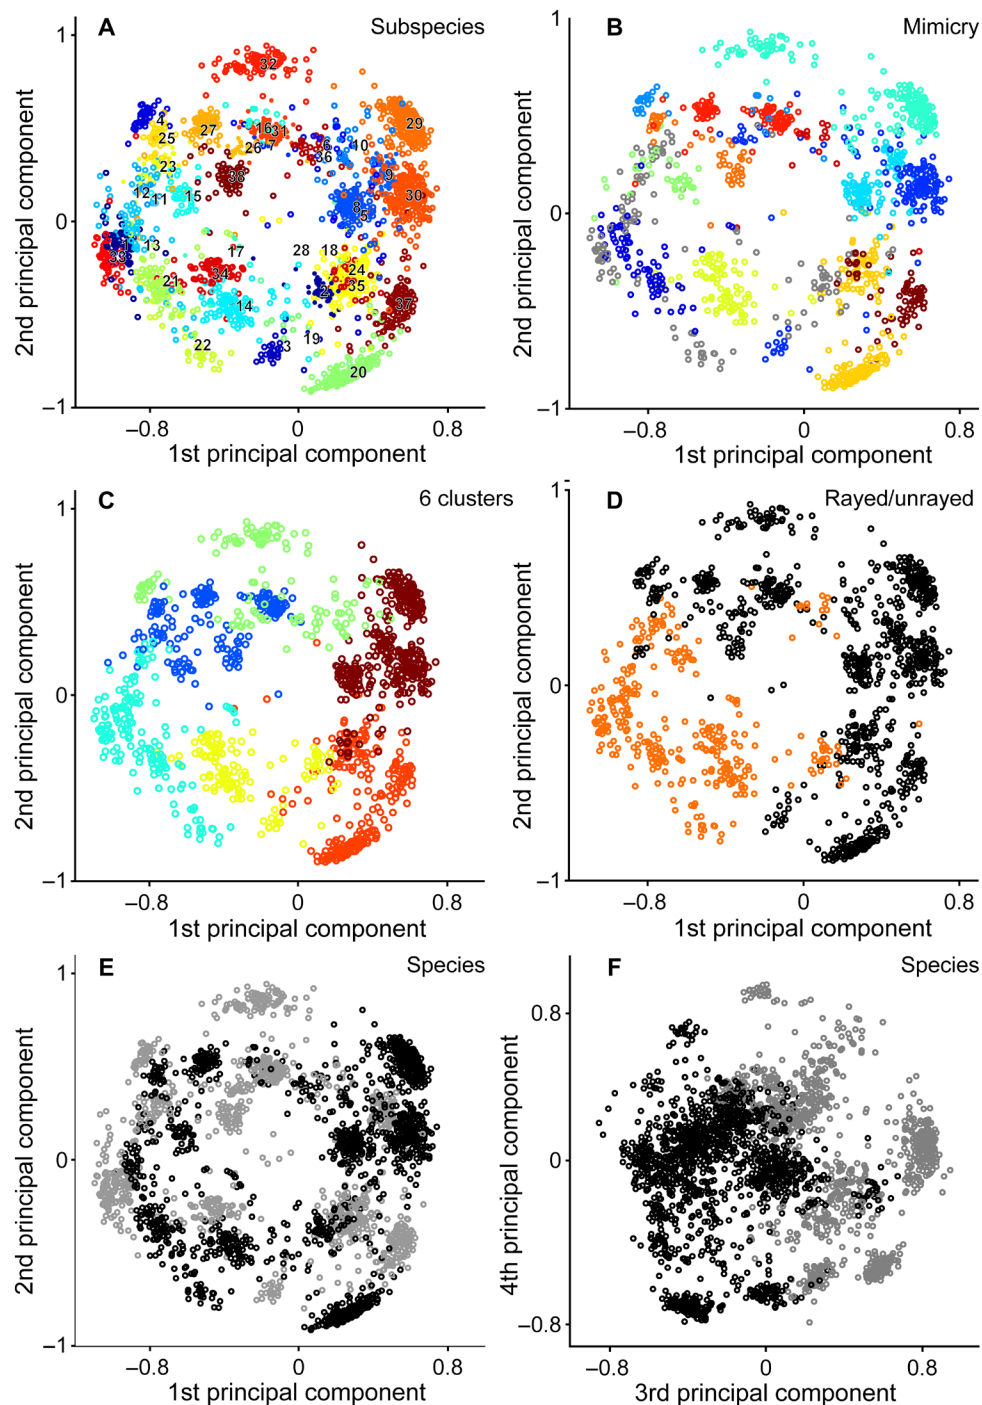 A Subspecies
1
0
−1
−0.8 0 0.8
2nd principal component
1st principal component
32
4
25
27
16 31
7
26
6
36
10
29
23
38
9
12
11
15
30
8
5
1
33
13
17
28
18
34
24
35
21
2
14
37
22
3
19
20
B Mimicry
1
0
−1
−0.8 0 0.8
2nd principal component
1st principal component
C 6 clusters
1
0
−1
−0.8 0 0.8
2nd principal component
1st principal component
D Rayed/unrayed
1
0
−1
−0.8 0 0.8
2nd principal component
1st principal component
E Species
1
0
−1
−0.8 0 0.8
2nd principal component
1st principal component
F Species
0.8
0
−0.8
−0.8 0 0.8
4th principal component
3rd principal component